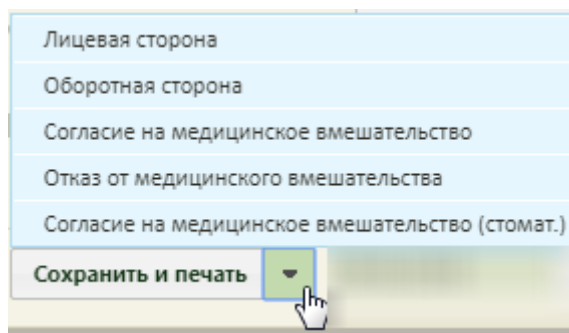 Лицевая сторона
Оборотная сторона
Согласие на медицинское вмешательство
Отказ от медицинского вмешательства
Согласие на медицинское вмешательство (стомат.)
Сохранить и печать